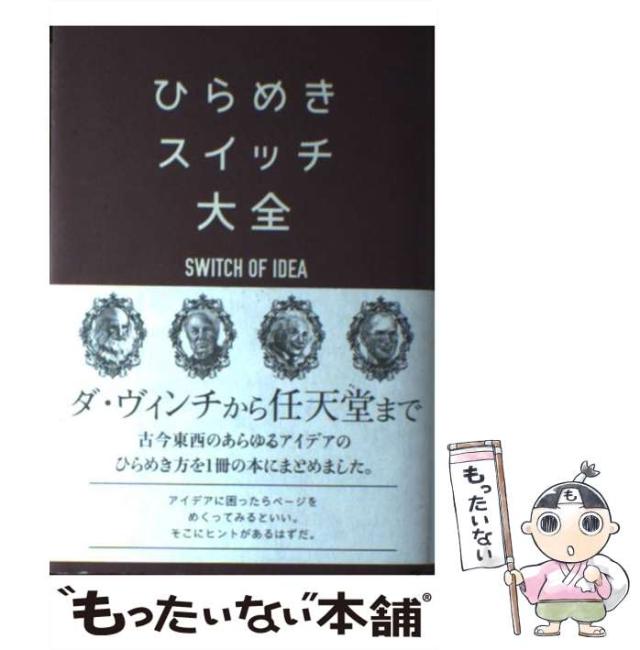 ひらめき
スイッチ
大全
SWITCH OF IDEA
ダ・ヴィンチから任天堂まで
古今東西のあらゆるアイデアの
ひらめき方を1冊の本にまとめました。
アイデアに困ったらページを
めくってみるといい。
そこにヒントがあるはずだ。
もったいない
も
“もったいない”本舗®